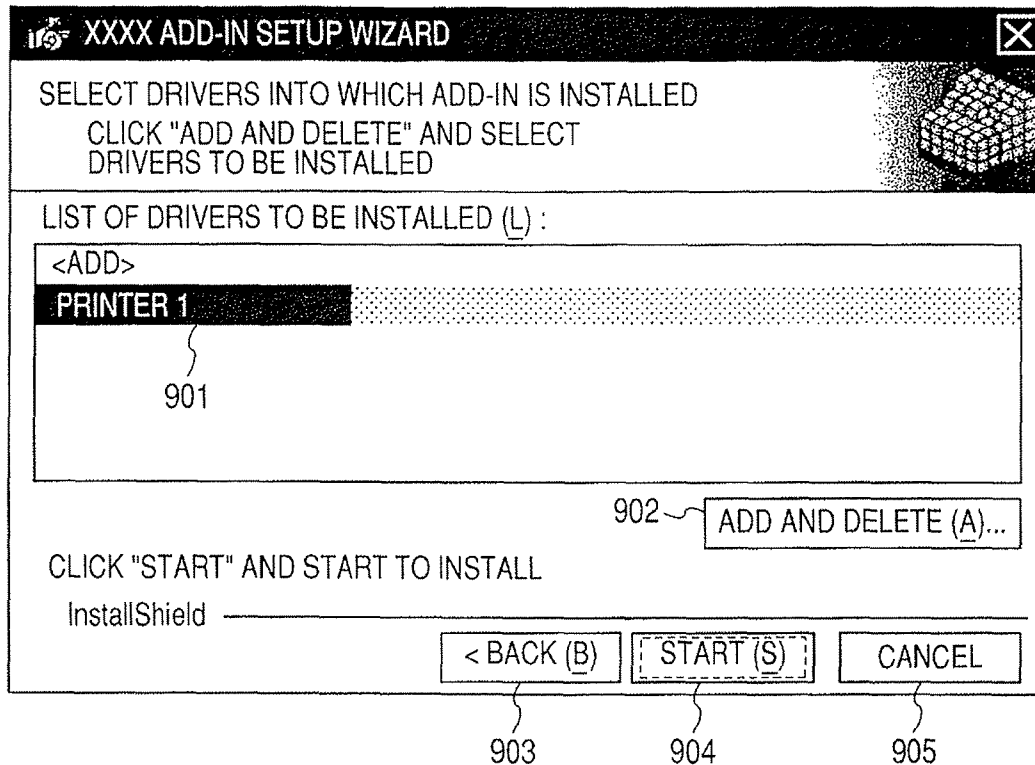 XXXX ADD-IN SETUP WIZARD
SELECT DRIVERS INTO WHICH ADD-IN IS INSTALLED
CLICK "ADD AND DELETE" AND SELECT
DRIVERS TO BE INSTALLED
LIST OF DRIVERS TO BE INSTALLED (L) :
<ADD>
PRINTER 1
901
902
ADD AND DELETE (A)...
CLICK "START" AND START TO INSTALL
InstallShield
< BACK (B)
START (S)
CANCEL
903
904
905